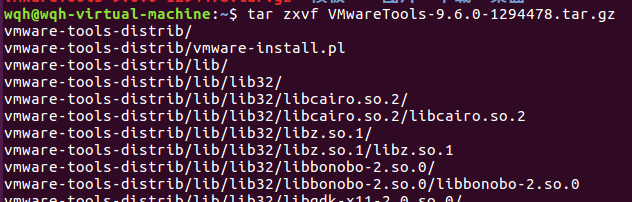 wqh@wqh-virtual-machine:~$ tar zxvf VMwareTools-9.6.0-1294478.tar.gz
vmware-tools-distrib/
vmware-tools-distrib/vmware-install.pl
vmware-tools-distrib/lib/
vmware-tools-distrib/lib/lib32/
vmware-tools-distrib/lib/lib32/libcairo.so.2/
vmware-tools-distrib/lib/lib32/libcairo.so.2/libcairo.so.2
vmware-tools-distrib/lib/lib32/libz.so.1/
vmware-tools-distrib/lib/lib32/libz.so.1/libz.so.1
vmware-tools-distrib/lib/lib32/libbonobo-2.so.0/
vmware-tools-distrib/lib/lib32/libbonobo-2.so.0/libbonobo-2.so.0
vmware-tools-distrib/lib/lib32/libgdk-x11-2.0.so.0/